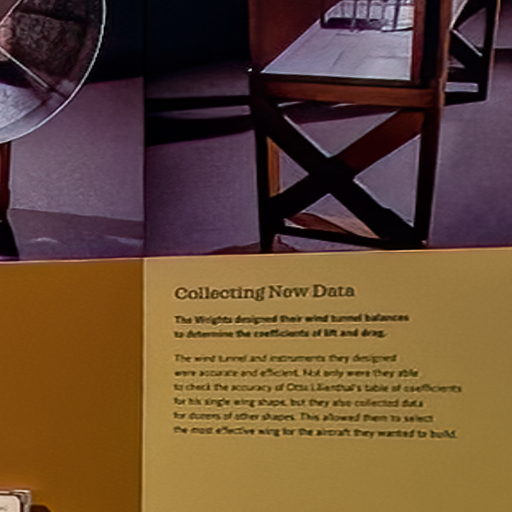 Collecting New Data
The Wrights designed their wind tunnel balances
to determine the coefficients of lift and drag.
The wind tunnel and instruments they designed
were accurate and efficient. Not only were they able
to check the accuracy of Otto Lilienthal's table of coefficients
for his single wing shape, but they also collected data
for dozens of other shapes. This allowed them to select
the most effective wing for the aircraft they wanted to build.